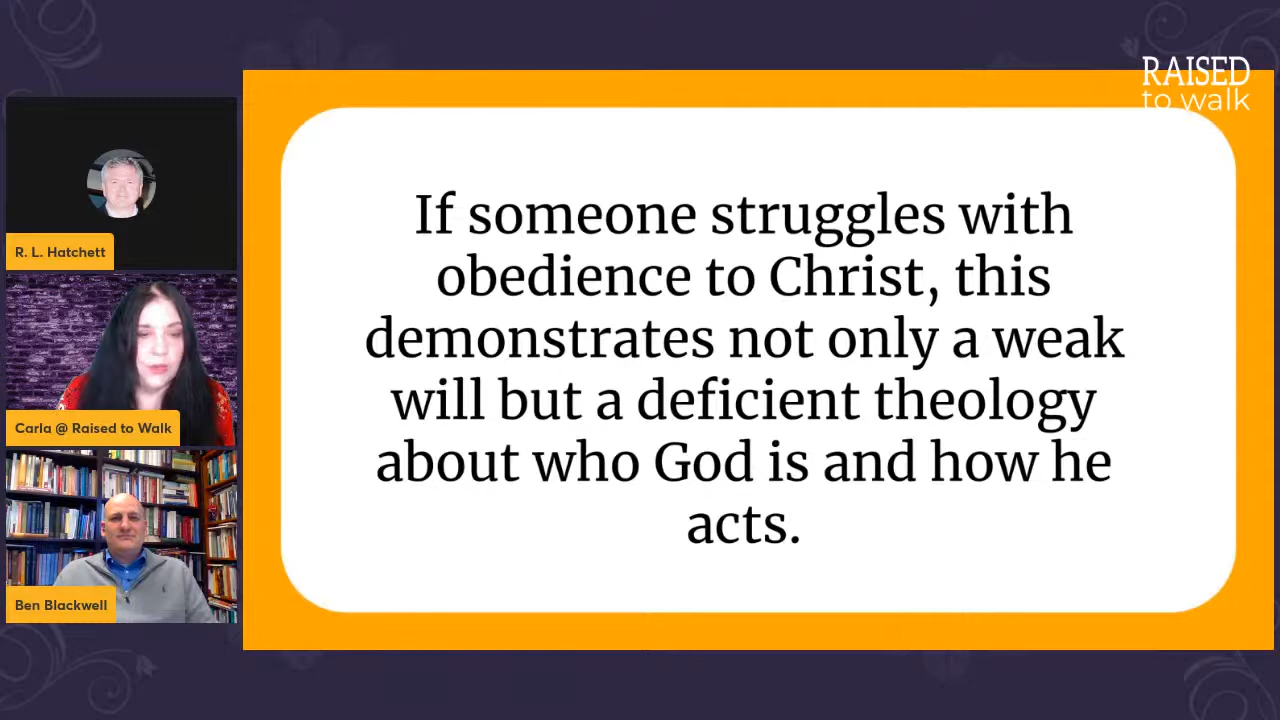 RAISED
to walk
R. L. Hatchett
Carla @ Raised to Walk
Ben Blackwell
If someone struggles with
obedience to Christ, this
demonstrates not only a weak
will but a deficient theology
about who God is and how he
acts.